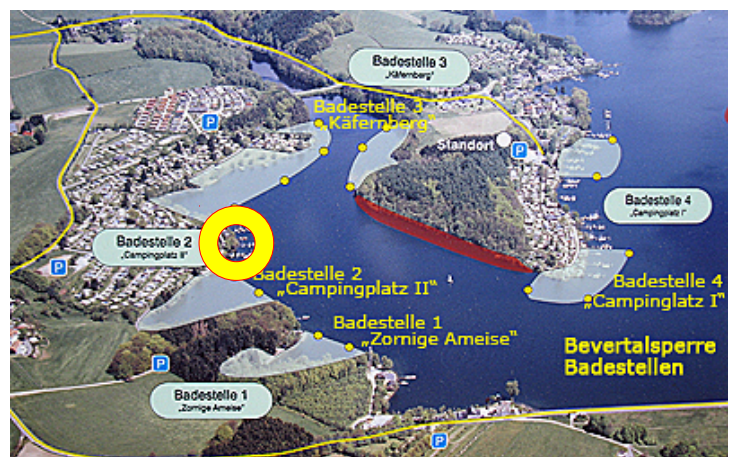 Badestelle 3
„Käfernberg“
Badestelle 3
„Käfernberg“
P
Standort
P
Badestelle 4
„Campingplatz I“
Badestelle 2
„Campingplatz II“
P
Badestelle 2
„Campingplatz II“
Badestelle 4
„Campinglatz I“
Badestelle 1
„Zornige Ameise“
Bevertalsperre
Badestellen
P
Badestelle 1
„Zornige Ameise“
P